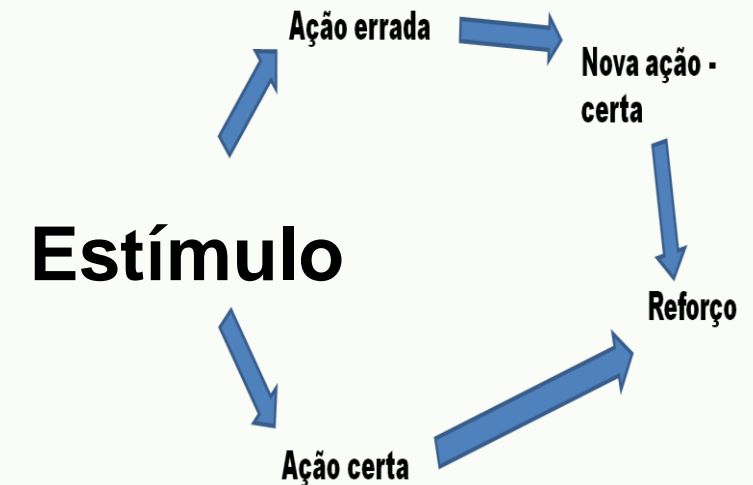 Ação errada
Nova ação -
certa
Estímulo
Reforço
Ação certa